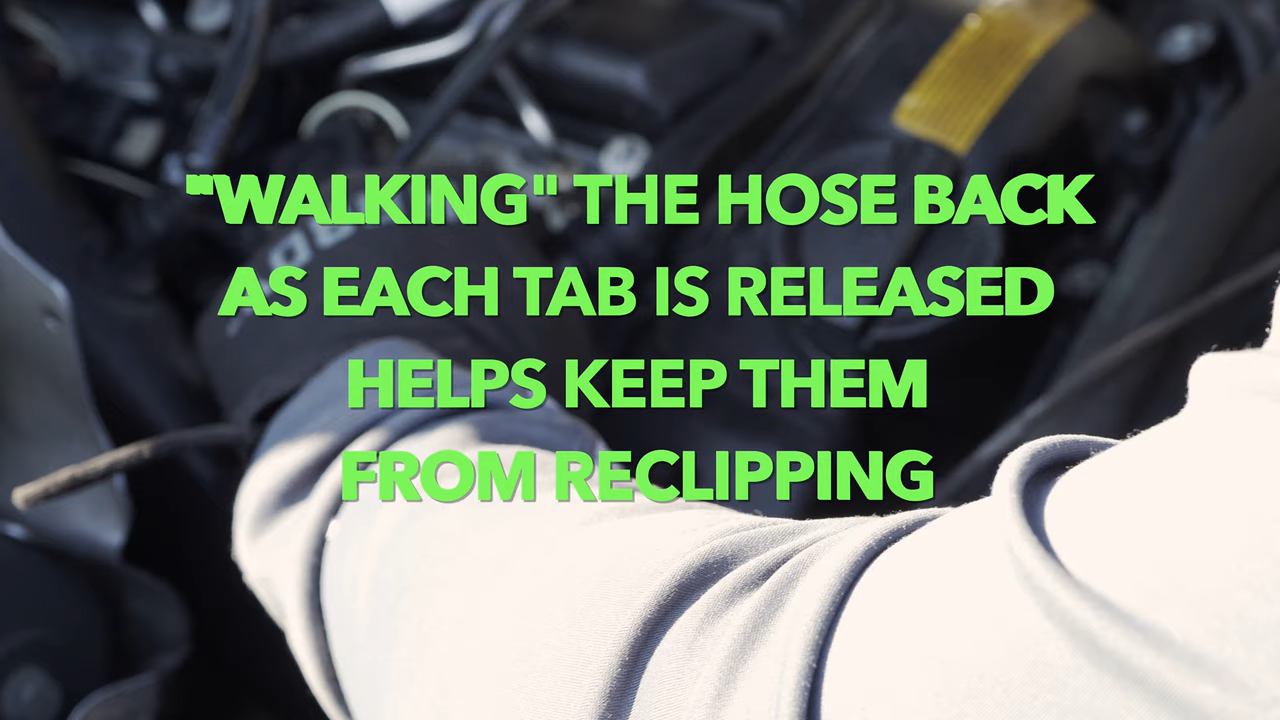 "WALKING" THE HOSE BACK
AS EACH TAB IS RELEASED
HELPS KEEP THEM
FROM RECLIPPING